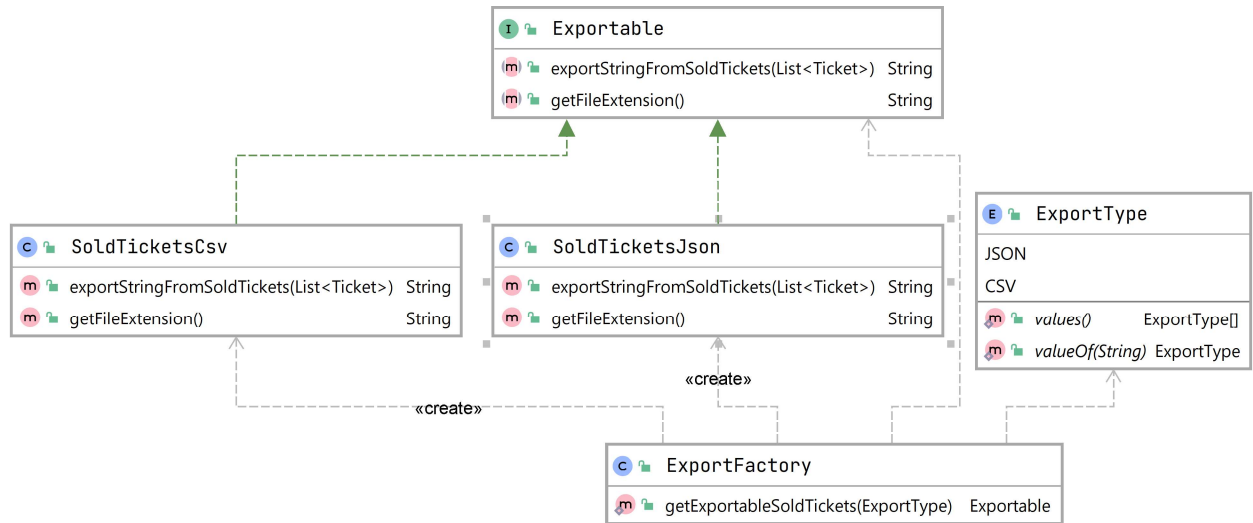 I Exportable
m exportStringFromSoldTickets(List<Ticket>) String
m getFileExtension() String
C SoldTicketsCsv
m exportStringFromSoldTickets(List<Ticket>) String
m getFileExtension() String
C SoldTicketsJson
m exportStringFromSoldTickets(List<Ticket>) String
m getFileExtension() String
E ExportType
JSON
CSV
m values() ExportType[]
m valueOf(String) ExportType
«create»
«create»
C ExportFactory
m getExportableSoldTickets(ExportType) Exportable